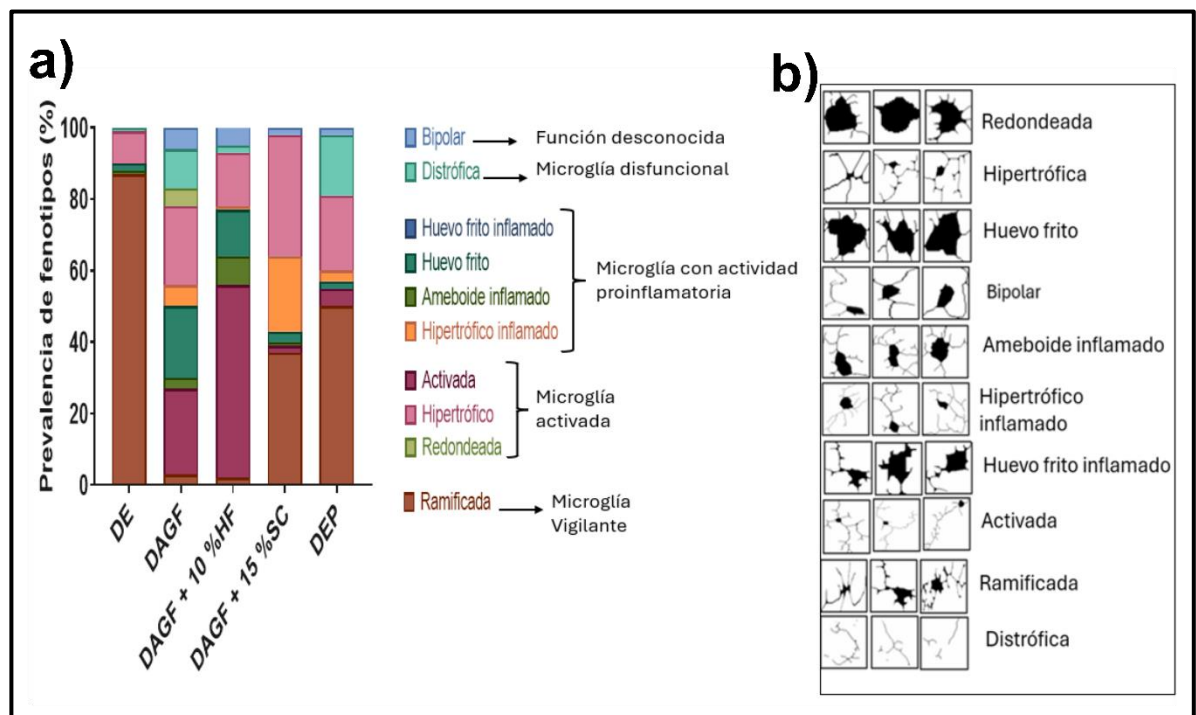 a)
Prevalencia de fenotipos (%)
100
80
60
40
20
0
DE
DAGF
DAGF + 10 %HF
DAGF + 15 %SC
DEP
Bipolar
Función desconocida
Distrófica
Microglía disfuncional
Huevo frito inflamado
Huevo frito
Ameboide inflamado
Hipertrófico inflamado
Microglía con actividad
proinflamatoria
Activada
Hipertrófico
Redondeada
Microglía
activada
Ramificada
Microglía
Vigilante
b)
Redondeada
Hipertrófica
Huevo frito
Bipolar
Ameboide inflamado
Hipertrófico
inflamado
Huevo frito inflamado
Activada
Ramificada
Distrófica